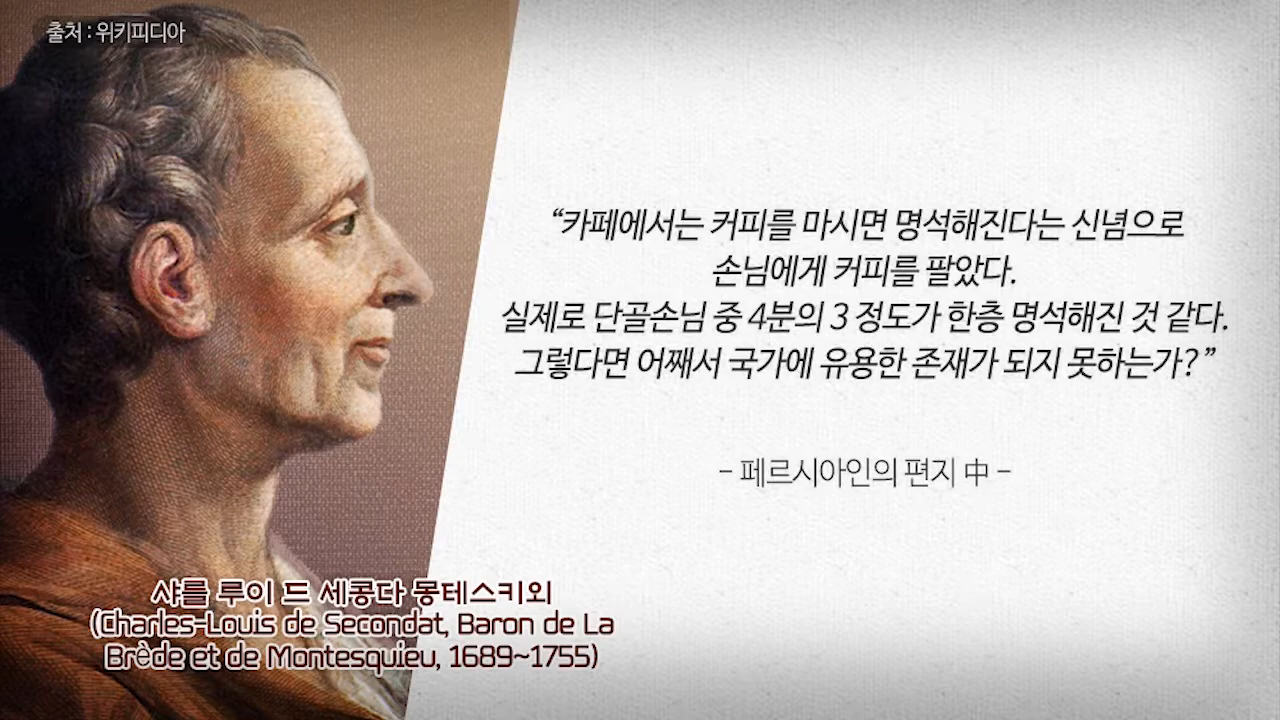 출처 : 위키피디아
“카페에서는 커피를 마시면 명석해진다는 신념으로
손님에게 커피를 팔았다.
실제로 단골손님 중 4분의 3 정도가 한층 명석해진 것 같다.
그렇다면 어째서 국가에 유용한 존재가 되지 못하는가?”
– 페르시아인의 편지 中 –
샤를 루이 드 세콩다 몽테스키외
(Charles-Louis de Secondat, Baron de La
Brède et de Montesquieu, 1689~1755)